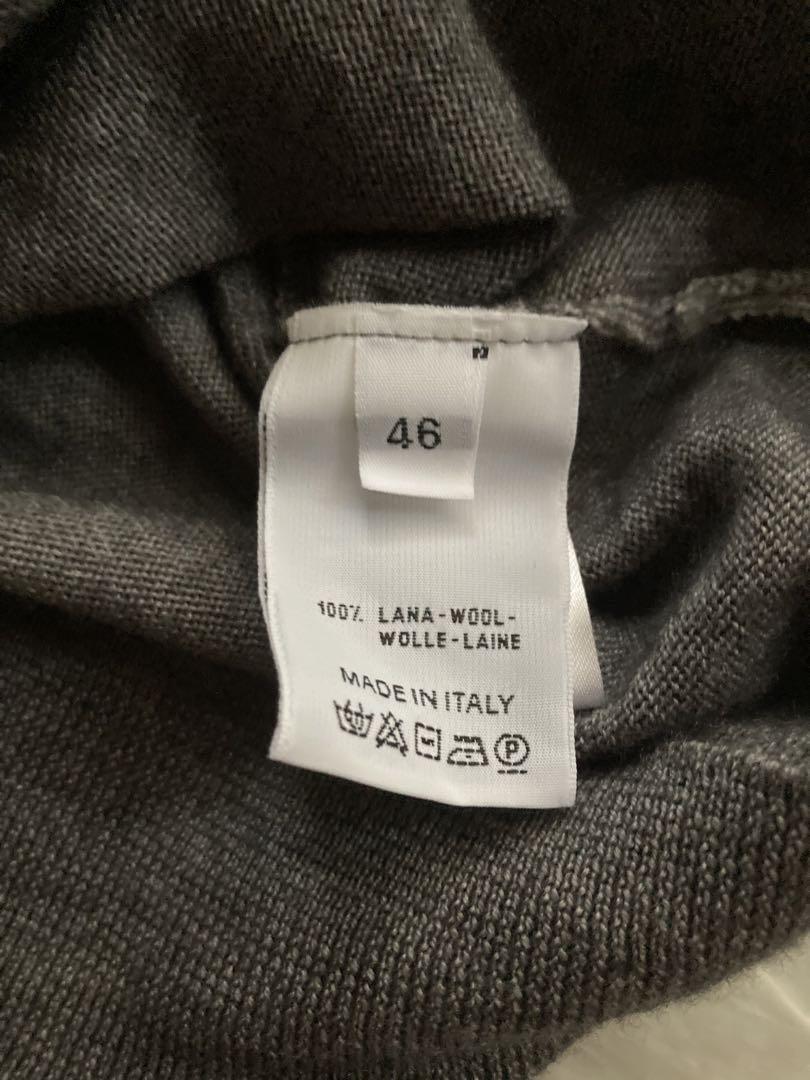 46
100% LANA-WOOL-
WOLLE-LAINE
MADE IN ITALY
P